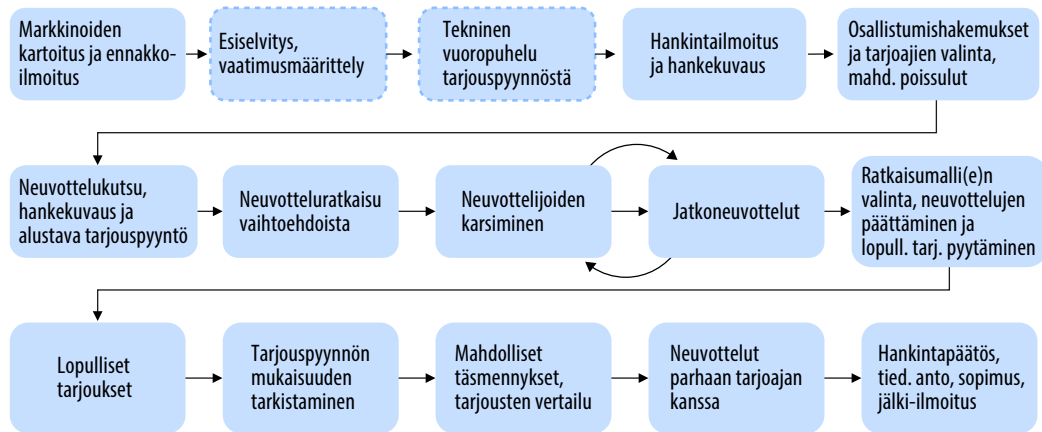 Markkinoiden
kartoitus ja ennakko-
ilmoitus
Esiselvitys,
vaatimusmäärittely
Tekninen
vuoropuhelu
tarjouspyynnöstä
Hankintailmoitus
ja hankekuvaus
Osallistumishakemukset
ja tarjoajien valinta,
mahd. poissulut
Neuvottelukutsu,
hankekuvaus ja
alustava tarjouspyyntö
Neuvotteluratkaisu
vaihtoehdoista
Neuvottelijoiden
karsiminen
Jatkoneuvottelut
Ratkaisumalli(e)n
valinta, neuvottelujen
päättäminen ja
lopull. tarj. pyytäminen
Lopulliset
tarjoukset
Tarjouspyynnön
mukaisuuden
tarkistaminen
Mahdolliset
täsmennykset,
tarjousten vertailu
Neuvottelut
parhaan tarjoajan
kanssa
Hankintapäätös,
tied. anto, sopimus,
jälki-ilmoitus